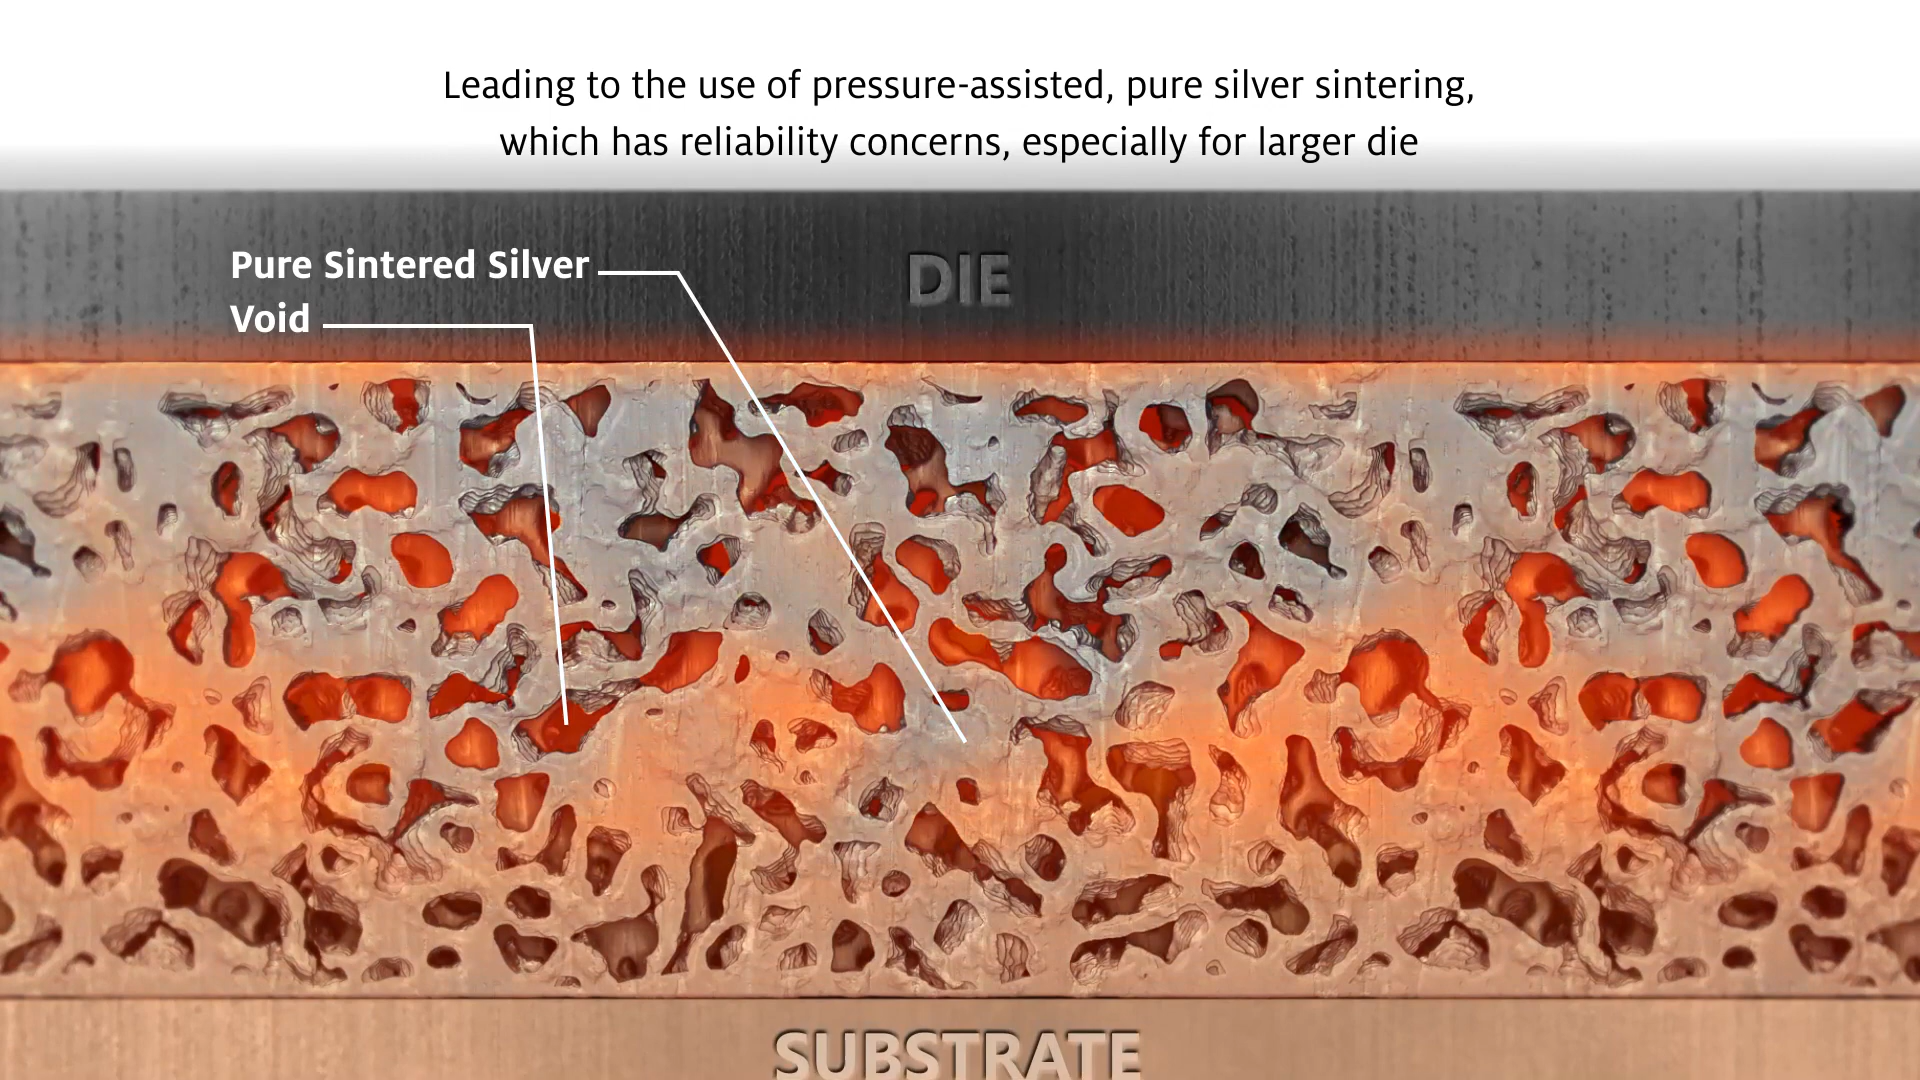 Leading to the use of pressure-assisted, pure silver sintering,
which has reliability concerns, especially for larger die
DIE
Pure Sintered Silver
Void
SUBSTRATE